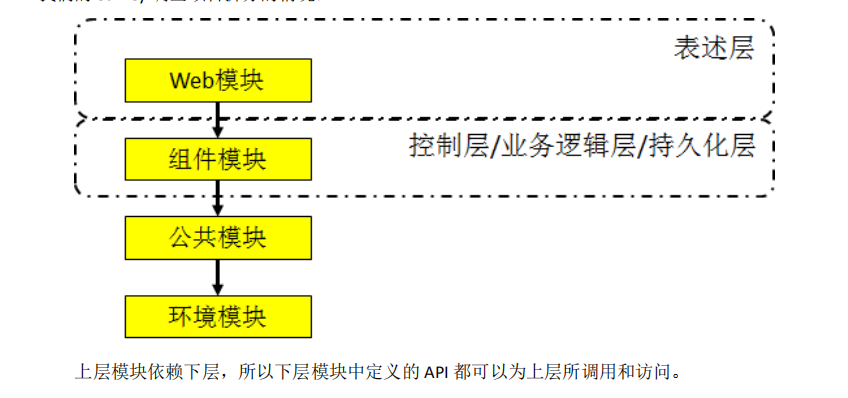 表述层
Web模块
控制层/业务逻辑层/持久化层
组件模块
公共模块
环境模块
上层模块依赖下层，所以下层模块中定义的 API 都可以为上层所调用和访问。